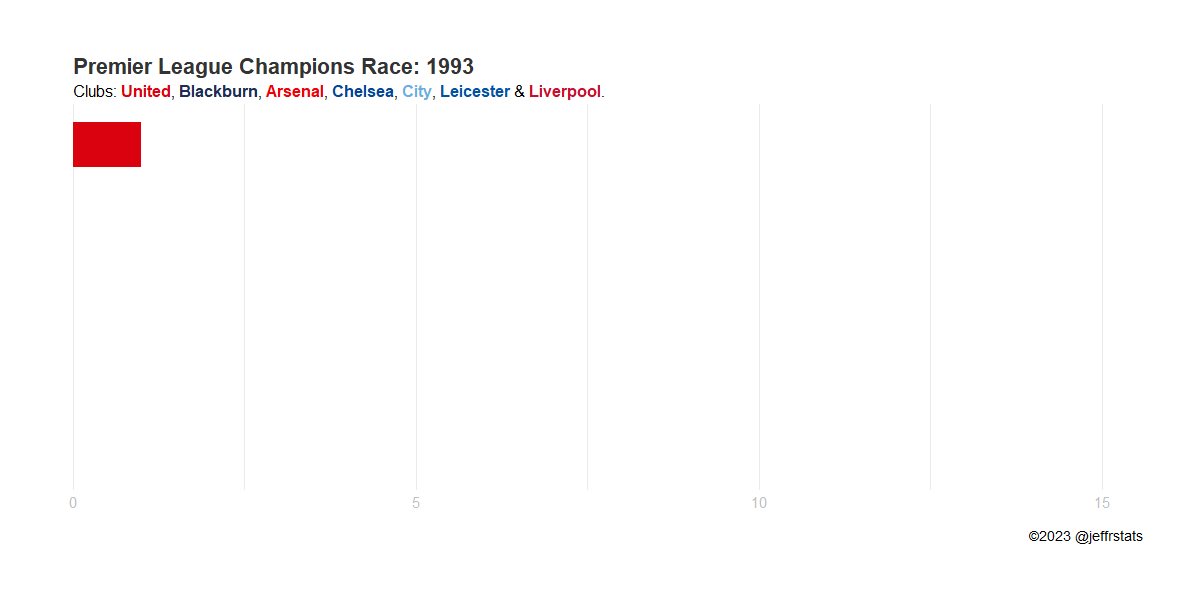 Premier League Champions Race: 1993
Clubs: United, Blackburn, Arsenal, Chelsea, City, Leicester & Liverpool.
0 5 10 15
©2023 @jeffrstats